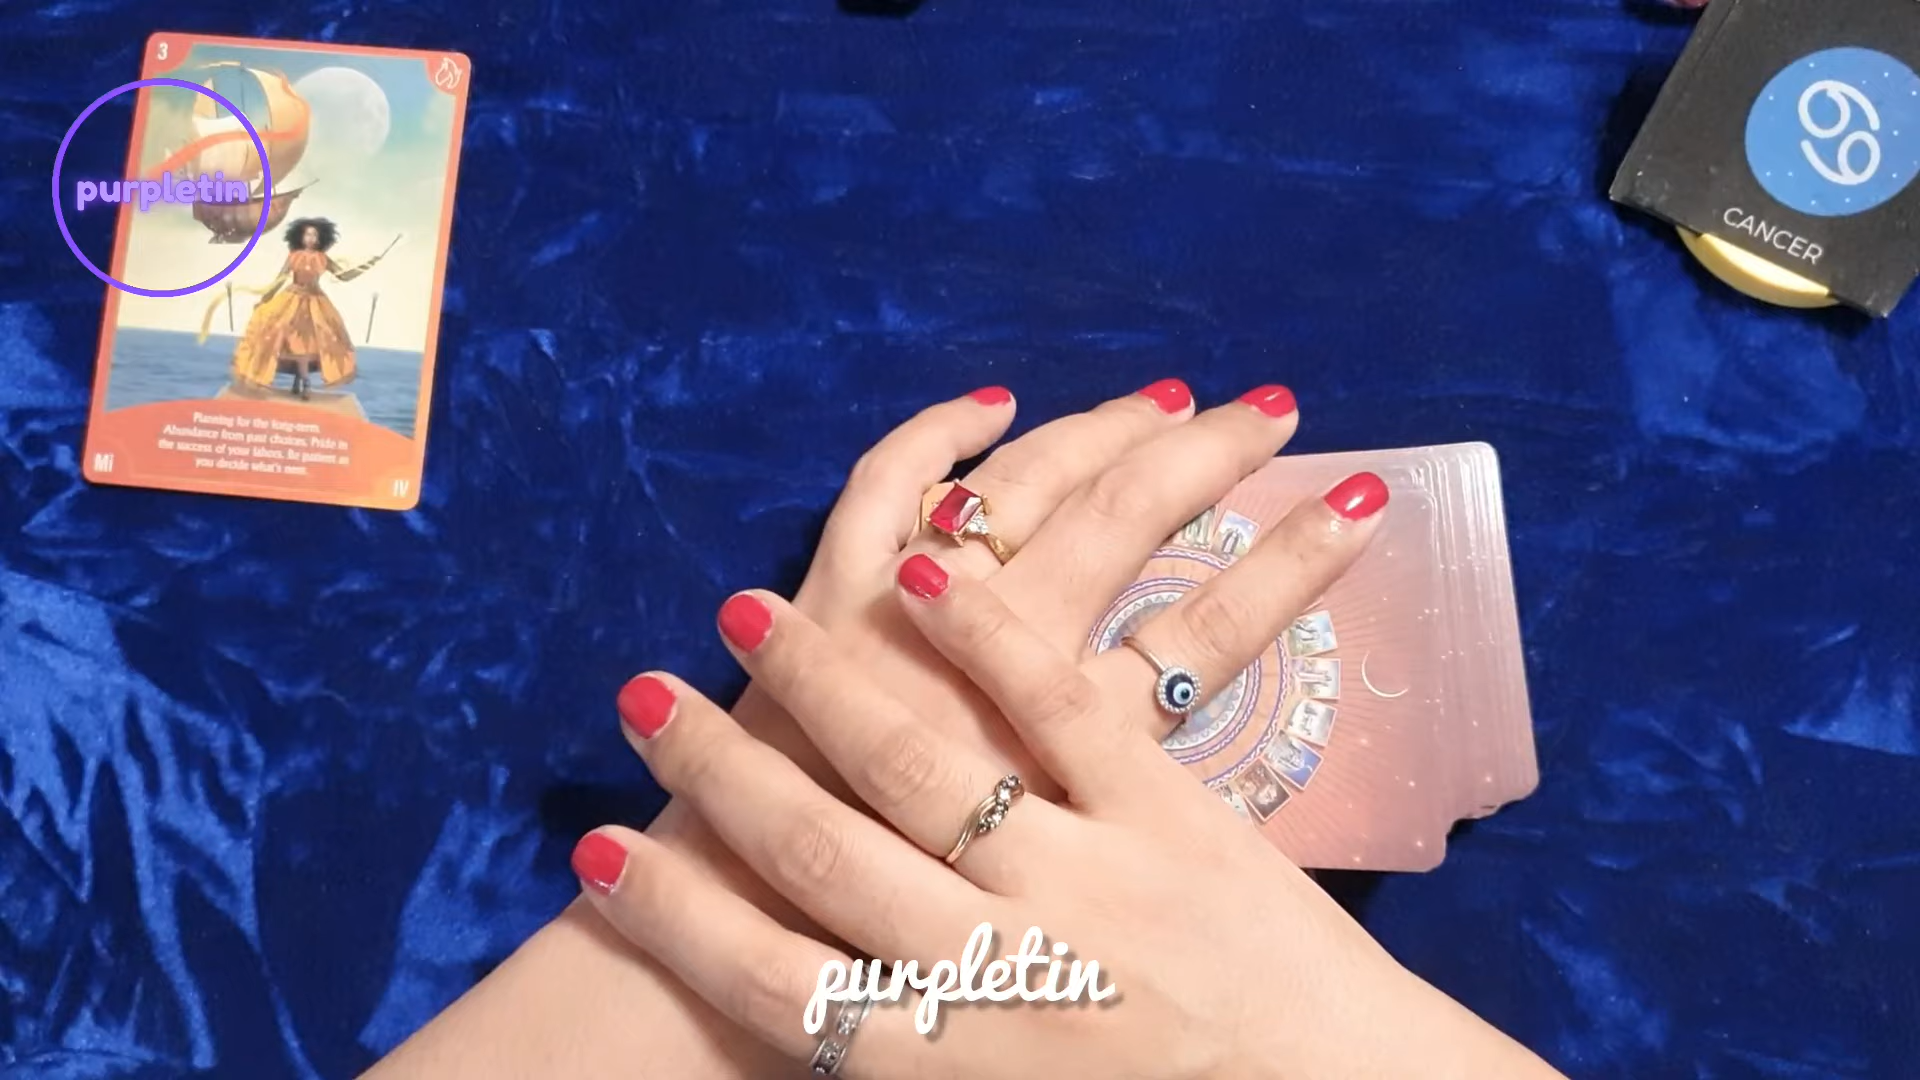 3
purpletin
Planning for the long-term.
Abundance from past choices. Pride in
the success of your labors. Be patient as
you decide what's next.
Mi
IV
CANCER
purpletin